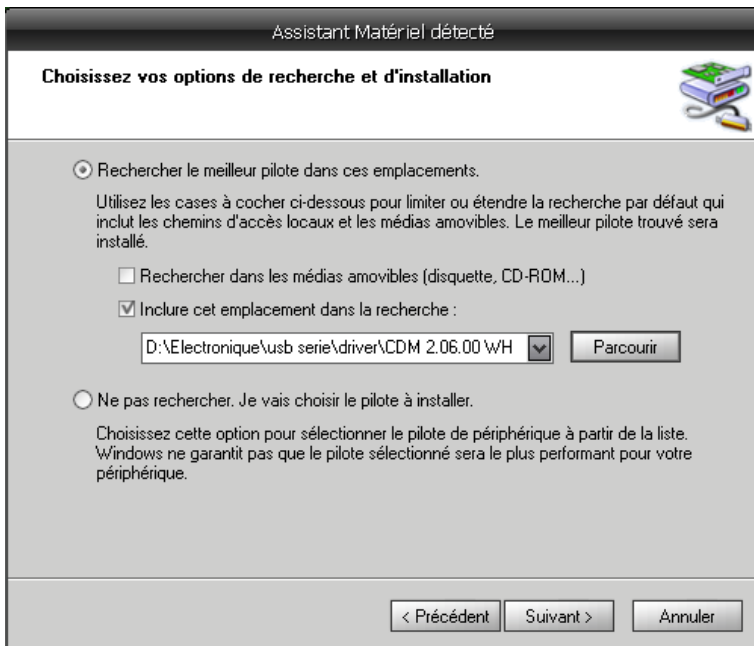 Assistant Matériel détecté
Choisissez vos options de recherche et d'installation
Rechercher le meilleur pilote dans ces emplacements.
Utilisez les cases à cocher ci-dessous pour limiter ou étendre la recherche par défaut qui
inclut les chemins d'accès locaux et les médias amovibles. Le meilleur pilote trouvé sera
installé.
Rechercher dans les médias amovibles (disquette, CD-ROM...)
Inclure cet emplacement dans la recherche :
D:\Electronique\usb serie\driver\CDM 2.06.00 WH
Parcourir
Ne pas rechercher. Je vais choisir le pilote à installer.
Choisissez cette option pour sélectionner le pilote de périphérique à partir de la liste.
Windows ne garantit pas que le pilote sélectionné sera le plus performant pour votre
périphérique.
< Précédent Suivant > Annuler